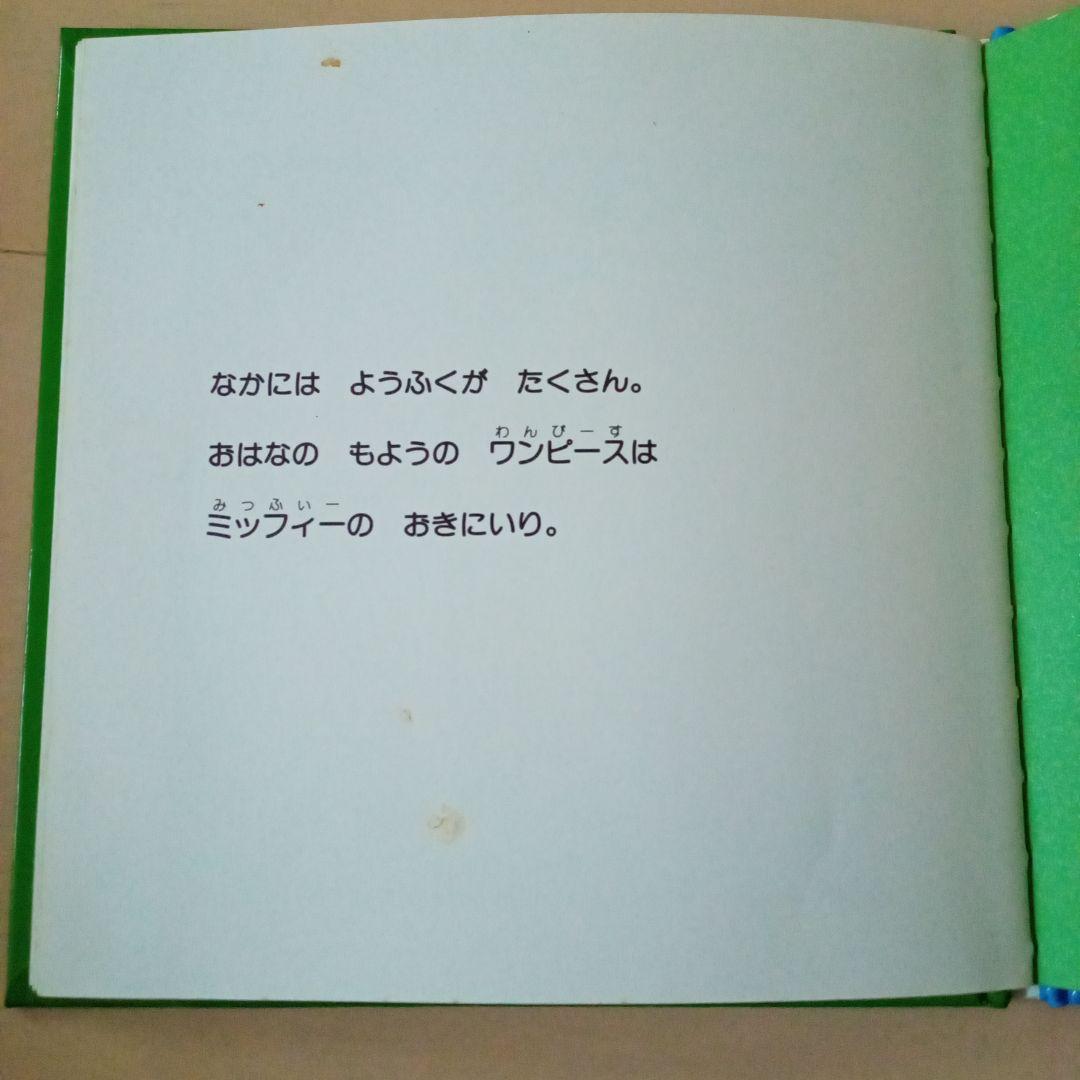 なかには　ようふくが　たくさん。
わんぴーす
おはなの　もようの　ワンピースは
みっふぃー
ミッフィーの　おきにいり。